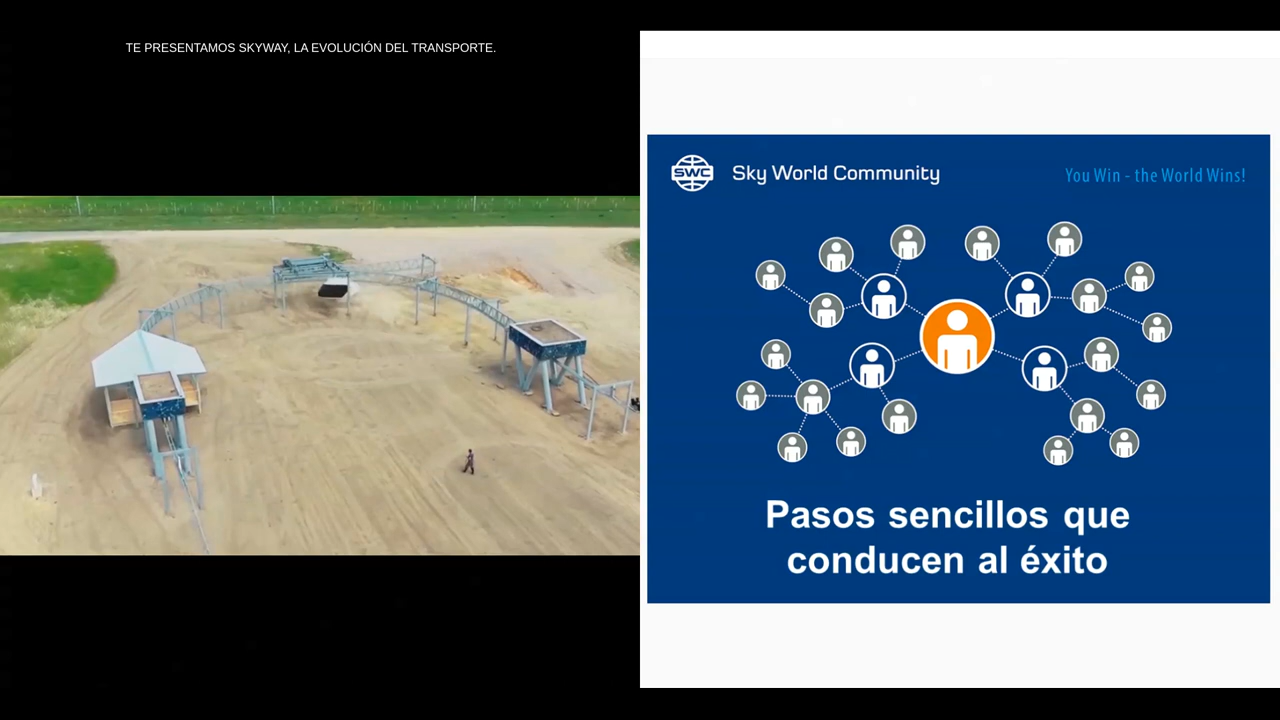 TE PRESENTAMOS SKYWAY, LA EVOLUCIÓN DEL TRANSPORTE.
SWC
Sky World Community
You Win - the World Wins!
Pasos sencillos que
conducen al éxito